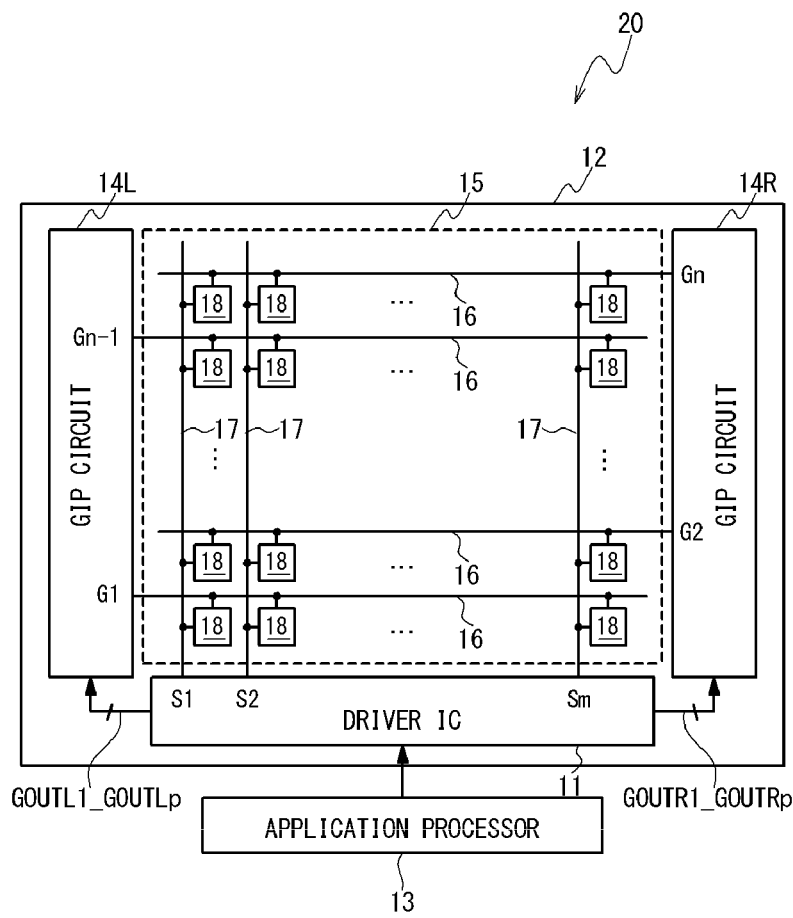 20
12
14L 15 14R
18 18 ... 18 Gn
16
Gn-1
18 18 ... 18
16
GIP CIRCUIT
17 17 17
⋮ ⋮
GIP CIRCUIT
G2
18 18 ... 18
16
G1
18 18 ... 18
16
S1 S2 Sm
DRIVER IC
GOUTL1_GOUTLp 11 GOUTR1_GOUTRp
APPLICATION PROCESSOR
13